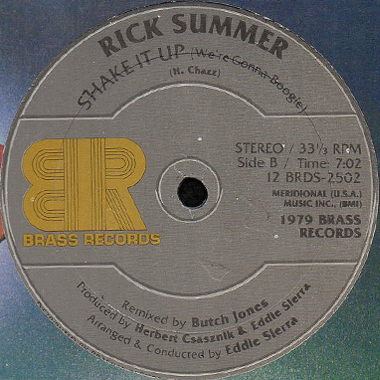 RICK SUMMER
SHAKE IT UP (We're Gonna Boogie)
(H. Chazz)
STEREO / 33⅓ RPM
Side B / Time: 7:02
12 BRDS-2502
MERIDIONAL (U.S.A.)
MUSIC INC., (BMI)
1979 BRASS
RECORDS
BR
BRASS RECORDS
Remixed by Butch Jones
Produced by Herbert Csasznik & Eddie Sierra
Arranged & Conducted by Eddie Sierra